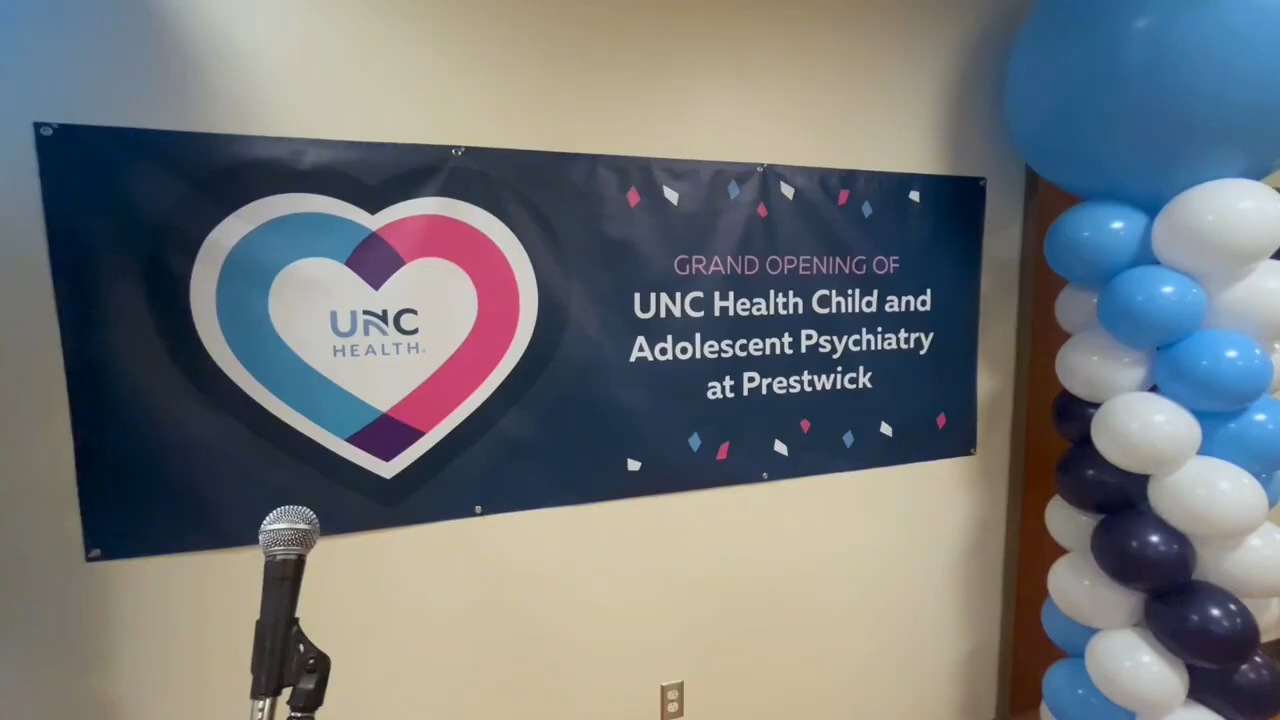 UNC
HEALTH
GRAND OPENING OF
UNC Health Child and
Adolescent Psychiatry
at Prestwick